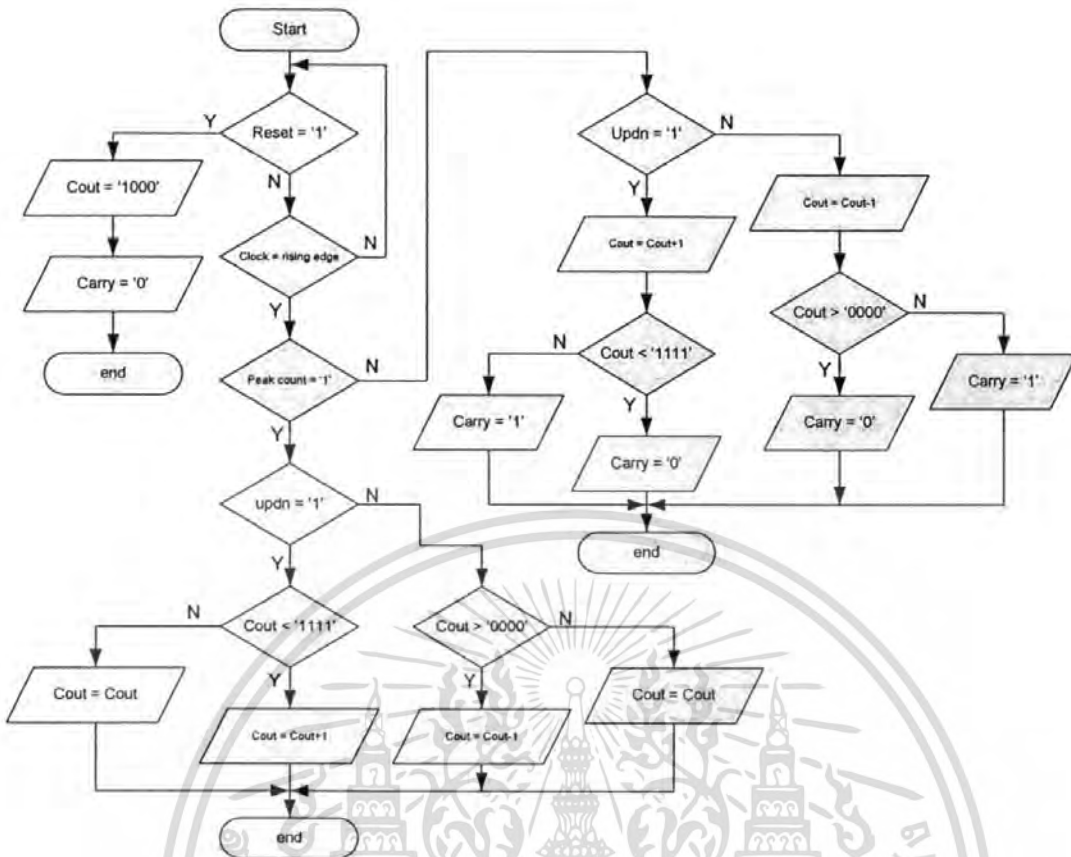 Start
Reset = '1'
Y
N
Cout = '1000'
Carry = '0'
end
Clock = rising edge
N
Y
Peak count = '1'
N
Y
updn = '1'
N
Y
Cout < '1111'
N
Y
Cout = Cout
Cout = Cout+1
Cout > '0000'
N
Y
Cout = Cout-1
Cout = Cout
end
Updn = '1'
N
Y
Cout = Cout+1
Cout < '1111'
N
Y
Carry = '1'
Carry = '0'
Cout = Cout-1
Cout > '0000'
N
Y
Carry = '0'
Carry = '1'
end